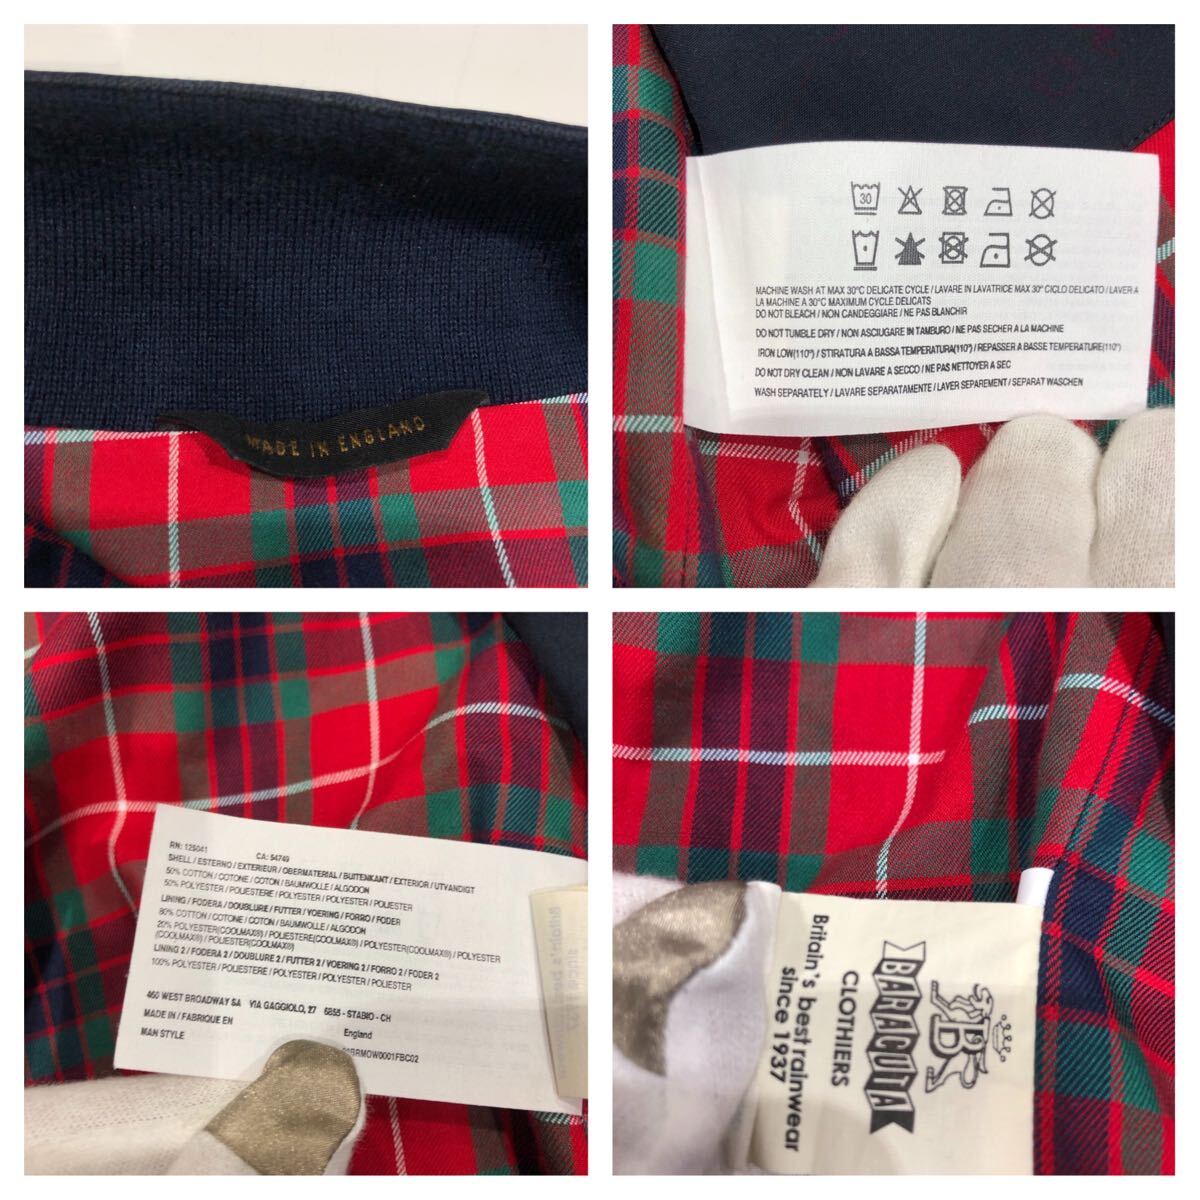 MADE IN ENGLAND
30
MACHINE WASH AT MAX 30°C DELICATE CYCLE / LAVARE IN LAVATRICE MAX 30° CICLO DELICATO / LAVER A
LA MACHINE A 30°C MAXIMUM CYCLE DELICATS
DO NOT BLEACH / NON CANDEGGIARE / NE PAS BLANCHIR
DO NOT TUMBLE DRY / NON ASCIUGARE IN TAMBURO / NE PAS SECHER A LA MACHINE
IRON LOW(110°) / STIRATURA A BASSA TEMPERATURA(110°) / REPASSER A BASSE TEMPERATURE(110°)
DO NOT DRY CLEAN / NON LAVARE A SECCO / NE PAS NETTOYER A SEC
WASH SEPARATELY / LAVARE SEPARATAMENTE / LAVER SEPAREMENT / SEPARAT WASCHEN
RN: 125041 CA: 54749
SHELL / ESTERNO / EXTERIEUR / OBERMATERIAL / BUITENKANT / EXTERIOR / UTVANDIGT
50% COTTON / COTONE / COTON / BAUMWOLLE / ALGODON
50% POLYESTER / POLIESTERE / POLYESTER / POLYESTER / POLIESTER
LINING / FODERA / DOUBLURE / FUTTER / VOERING / FORRO / FODER
80% COTTON / COTONE / COTON / BAUMWOLLE / ALGODON
20% POLYESTER(COOLMAX®) / POLIESTERE(COOLMAX®) / POLYESTER(COOLMAX®) / POLYESTER
(COOLMAX®) / POLIESTER(COOLMAX®)
LINING 2 / FODERA 2 / DOUBLURE 2 / FUTTER 2 / VOERING 2 / FORRO 2 / FODER 2
100% POLYESTER / POLIESTERE / POLYESTER / POLYESTER / POLIESTER
460 WEST BROADWAY SA VIA GAGGIOLO, 27 6855 - STABIO - CH
MADE IN / FABRIQUE EN England
MAN STYLE BRMOW0001FBC02
B
BARACUTA
CLOTHIERS
Britain's best rainwear
since 1937